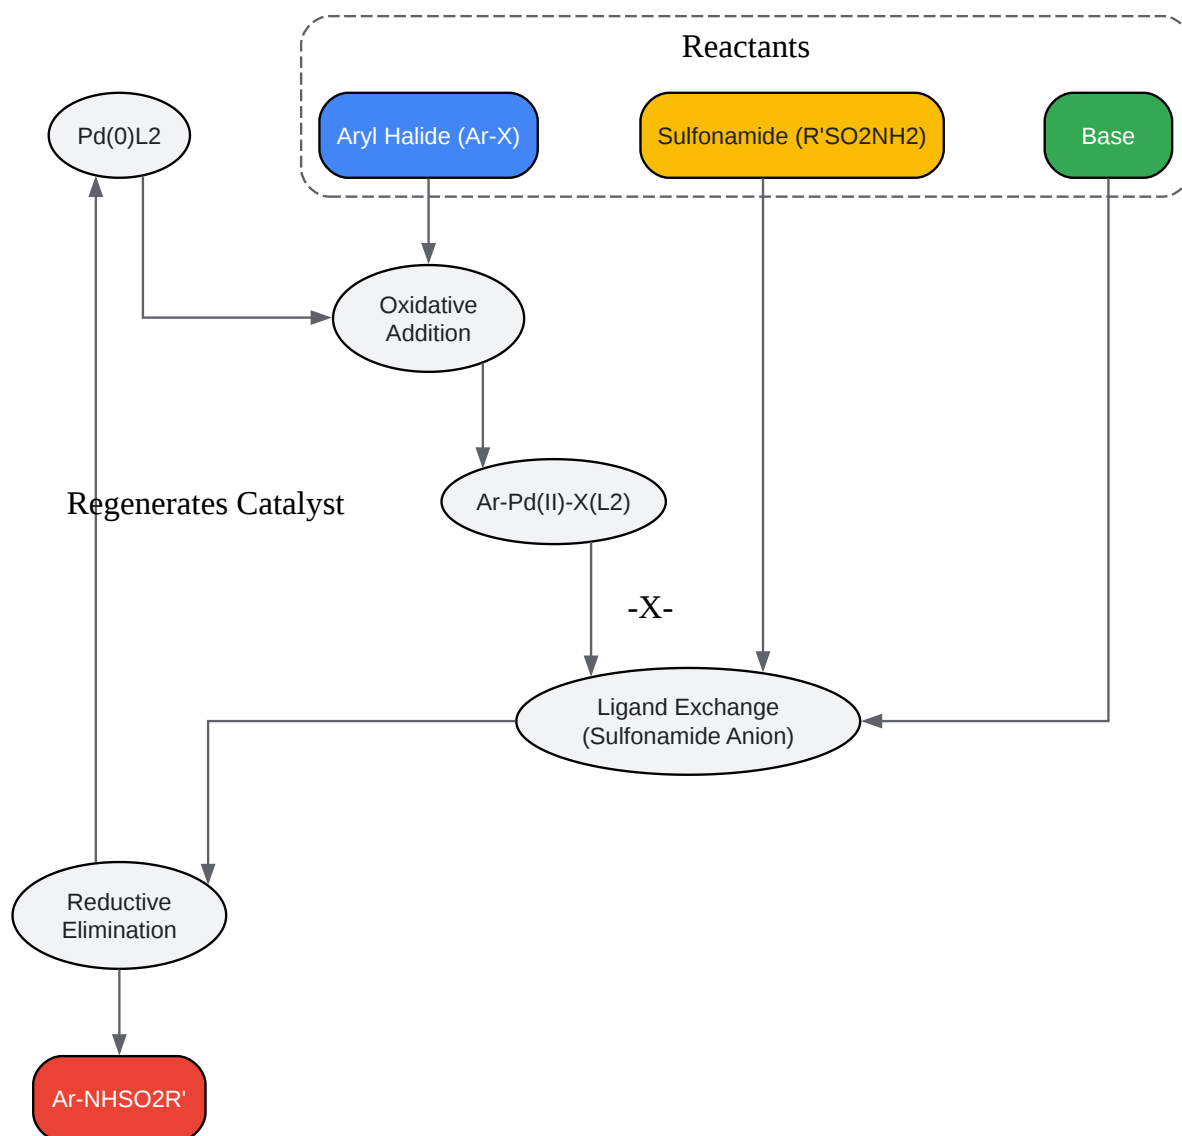 Reactants
Pd(0)L2
Aryl Halide (Ar-X)
Sulfonamide (R'SO2NH2)
Base
Oxidative
Addition
Ar-Pd(II)-X(L2)
Regenerates Catalyst
-X-
Ligand Exchange
(Sulfonamide Anion)
Reductive
Elimination
Ar-NHSO2R'